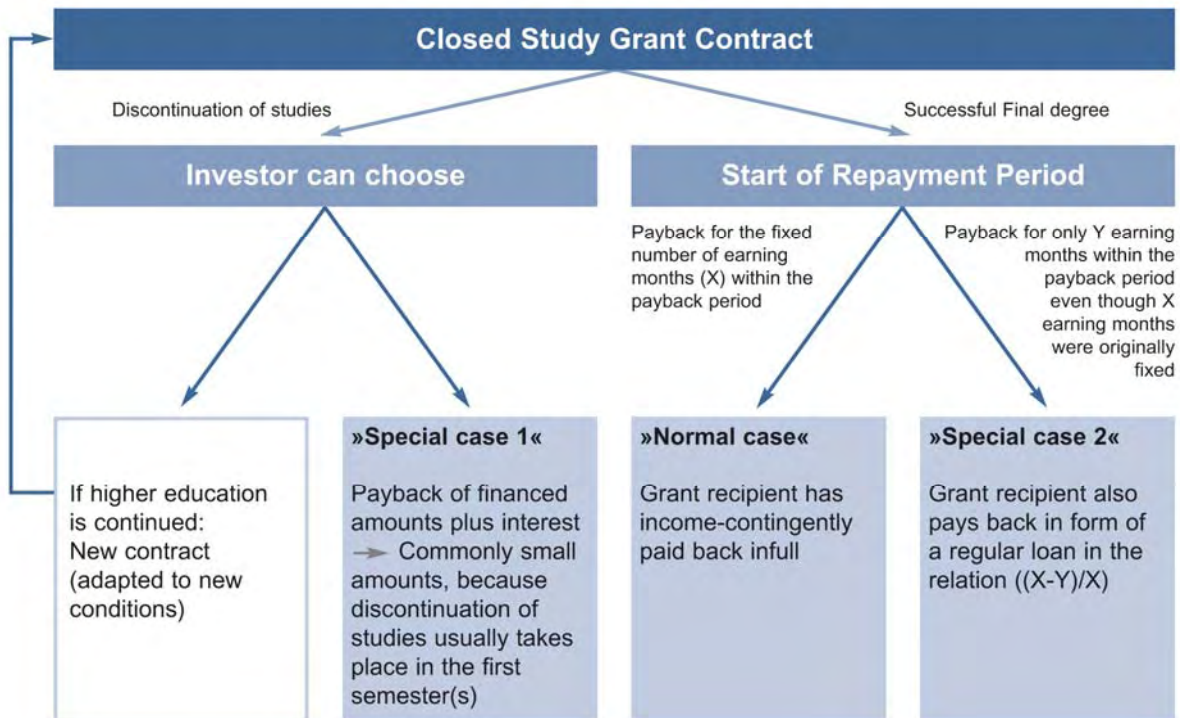 Closed Study Grant Contract
Discontinuation of studies
Successful Final degree
Investor can choose
Start of Repayment Period
Payback for the fixed
number of earning
months (X) within the
payback period
Payback for only Y earning
months within the
payback period
even though X
earning months
were originally
fixed
If higher education
is continued:
New contract
(adapted to new
conditions)
»Special case 1«
Payback of financed
amounts plus interest
→ Commonly small
amounts, because
discontinuation of
studies usually takes
place in the first
semester(s)
»Normal case«
Grant recipient has
income-contingently
paid back infull
»Special case 2«
Grant recipient also
pays back in form of
a regular loan in the
relation ((X-Y)/X)